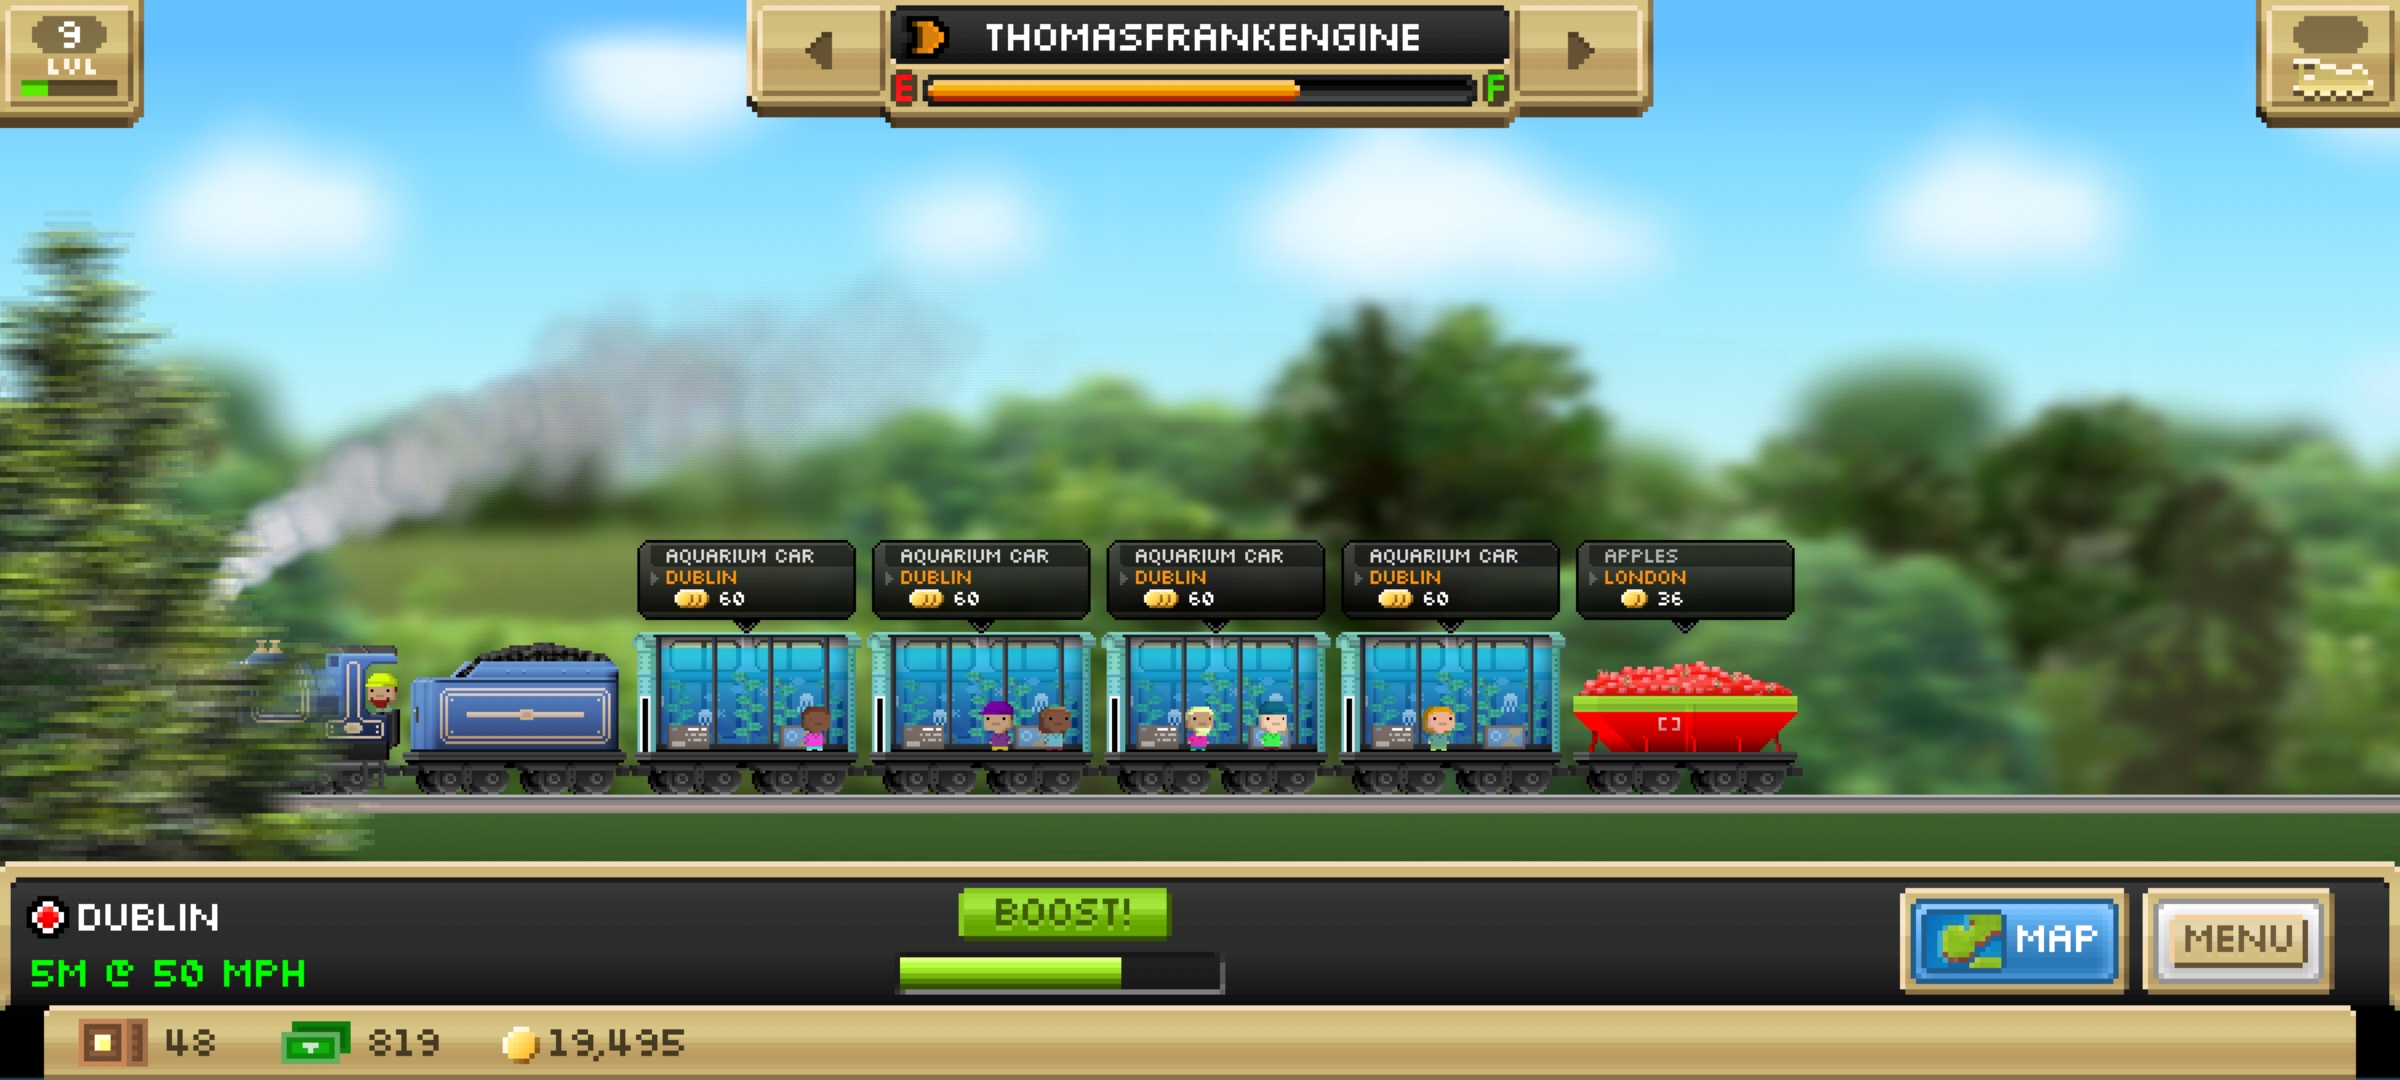 9
LVL
THOMASFRANKENGINE
E F
AQUARIUM CAR
DUBLIN
60
AQUARIUM CAR
DUBLIN
60
AQUARIUM CAR
DUBLIN
60
AQUARIUM CAR
DUBLIN
60
APPLES
LONDON
36
DUBLIN
5M @ 50 MPH
BOOST!
MAP
MENU
48
819
19,495